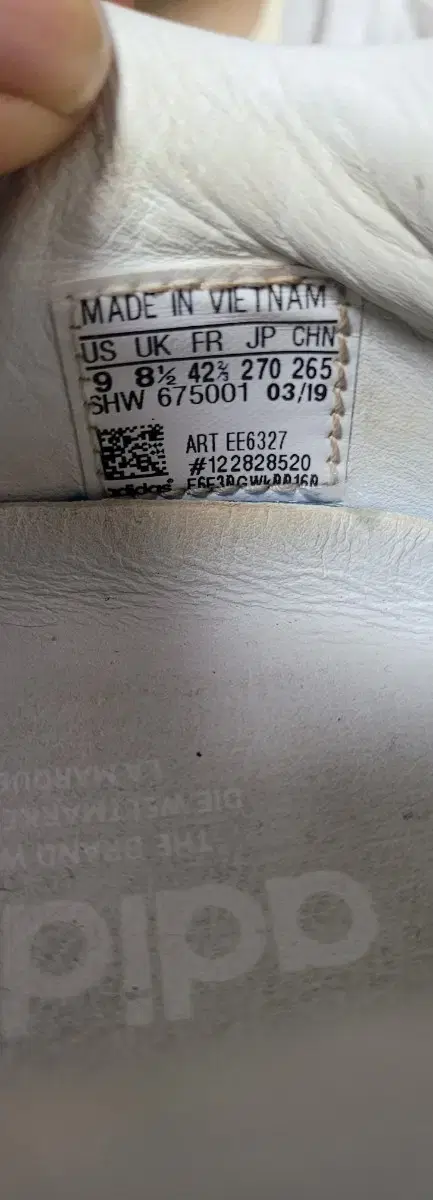 MADE IN VIETNAM
US UK FR JP CHN
9 8½ 42⅔ 270 265
SHW 675001 03/19
ART EE6327
#122828520
adidas
LA MARQUE
DIE WELTMARKE
THE BRAND W
adid